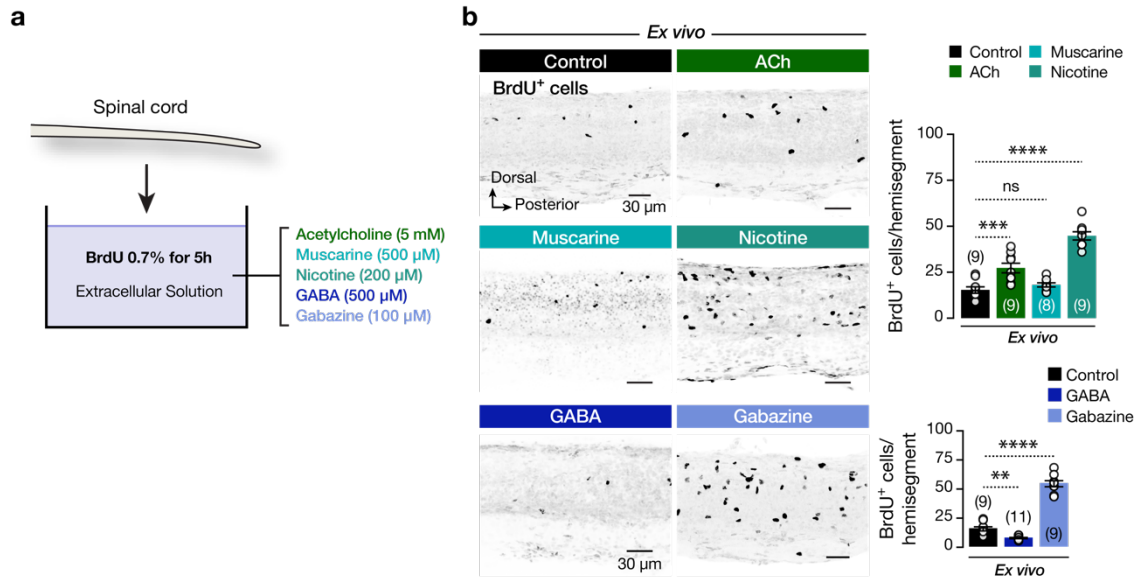 a
Spinal cord
BrdU 0.7% for 5h
Extracellular Solution
Acetylcholine (5 mM)
Muscarine (500 µM)
Nicotine (200 µM)
GABA (500 µM)
Gabazine (100 µM)
b
Ex vivo
Control
ACh
BrdU⁺ cells
Dorsal
Posterior
30 µm
Muscarine
Nicotine
GABA
Gabazine
30 µm
Control
Muscarine
ACh
Nicotine
BrdU⁺ cells/hemisegment
100
75
50
25
0
****
ns
***
(9)
(9)
(8)
(9)
Ex vivo
Control
GABA
Gabazine
BrdU⁺ cells/
hemisegment
100
75
50
25
0
****
**
(9)
(11)
(9)
Ex vivo